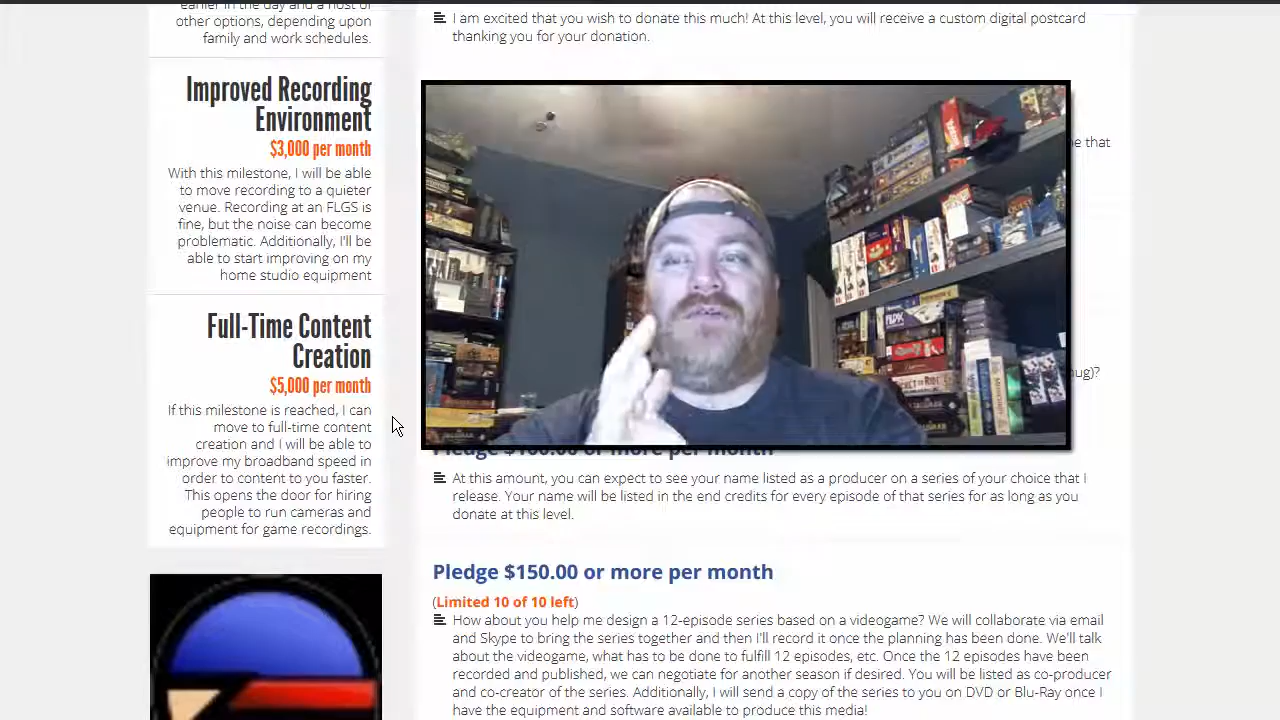 earlier in the day and a host of
other options, depending upon
family and work schedules.
Improved Recording
Environment
$3,000 per month
With this milestone, I will be able
to move recording to a quieter
venue. Recording at an FLGS is
fine, but the noise can become
problematic. Additionally, I'll be
able to start improving on my
home studio equipment
Full-Time Content
Creation
$5,000 per month
If this milestone is reached, I can
move to full-time content
creation and I will be able to
improve my broadband speed in
order to content to you faster.
This opens the door for hiring
people to run cameras and
equipment for game recordings.
I am excited that you wish to donate this much! At this level, you will receive a custom digital postcard
thanking you for your donation.
that
Pledge $100.00 or more per month
At this amount, you can expect to see your name listed as a producer on a series of your choice that I
release. Your name will be listed in the end credits for every episode of that series for as long as you
donate at this level.
Pledge $150.00 or more per month
(Limited 10 of 10 left)
How about you help me design a 12-episode series based on a videogame? We will collaborate via email
and Skype to bring the series together and then I'll record it once the planning has been done. We'll talk
about the videogame, what has to be done to fulfill 12 episodes, etc. Once the 12 episodes have been
recorded and published, we can negotiate for another season if desired. You will be listed as co-producer
and co-creator of the series. Additionally, I will send a copy of the series to you on DVD or Blu-Ray once I
have the equipment and software available to produce this media!